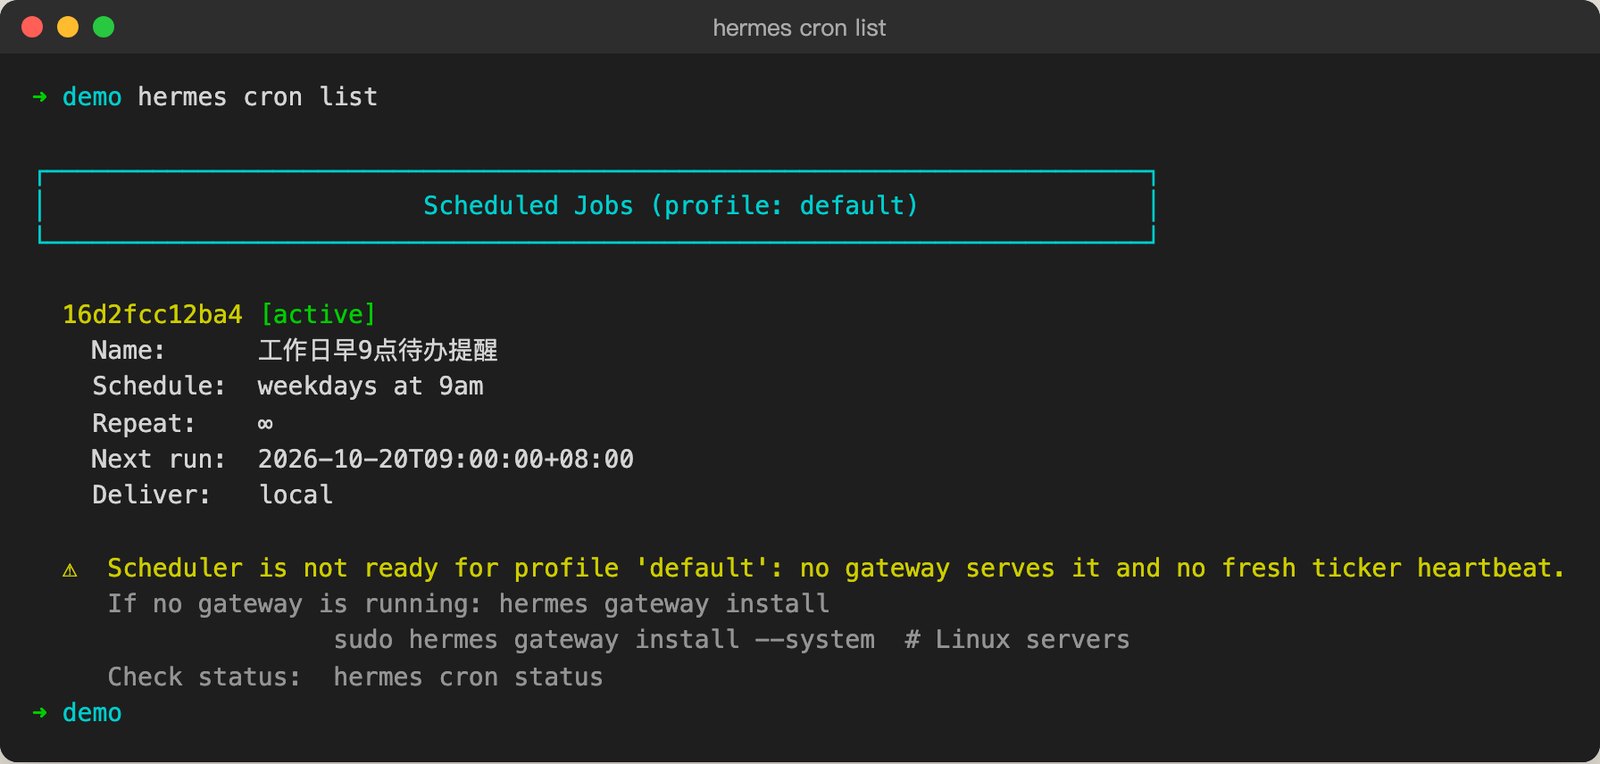 hermes cron list
➜ demo hermes cron list
Scheduled Jobs (profile: default)
16d2fcc12ba4 [active]
Name: 工作日早9点待办提醒
Schedule: weekdays at 9am
Repeat: ∞
Next run: 2026-10-20T09:00:00+08:00
Deliver: local
⚠ Scheduler is not ready for profile 'default': no gateway serves it and no fresh ticker heartbeat.
If no gateway is running: hermes gateway install
sudo hermes gateway install --system # Linux servers
Check status: hermes cron status
➜ demo